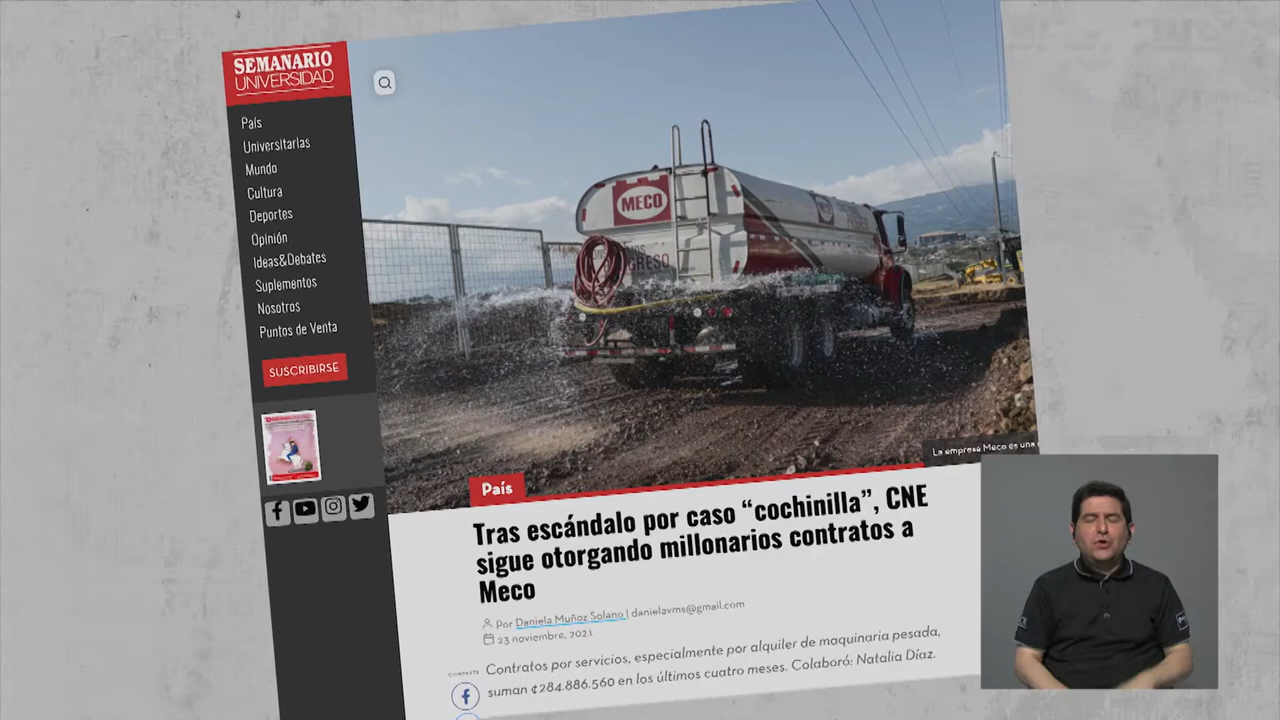 SEMANARIO
UNIVERSIDAD
País
Universitarias
Mundo
Cultura
Deportes
Opinión
Ideas&Debates
Suplementos
Nosotros
Puntos de Venta
SUSCRIBIRSE
MECO
La empresa Meco es una
País
Tras escándalo por caso “cochinilla”, CNE
sigue otorgando millonarios contratos a
Meco
Por Daniela Muñoz Solano | danielavms@gmail.com
23 noviembre, 2021
COMPARTE
Contratos por servicios, especialmente por alquiler de maquinaria pesada,
suman ¢284.886.560 en los últimos cuatro meses. Colaboró: Natalia Díaz.